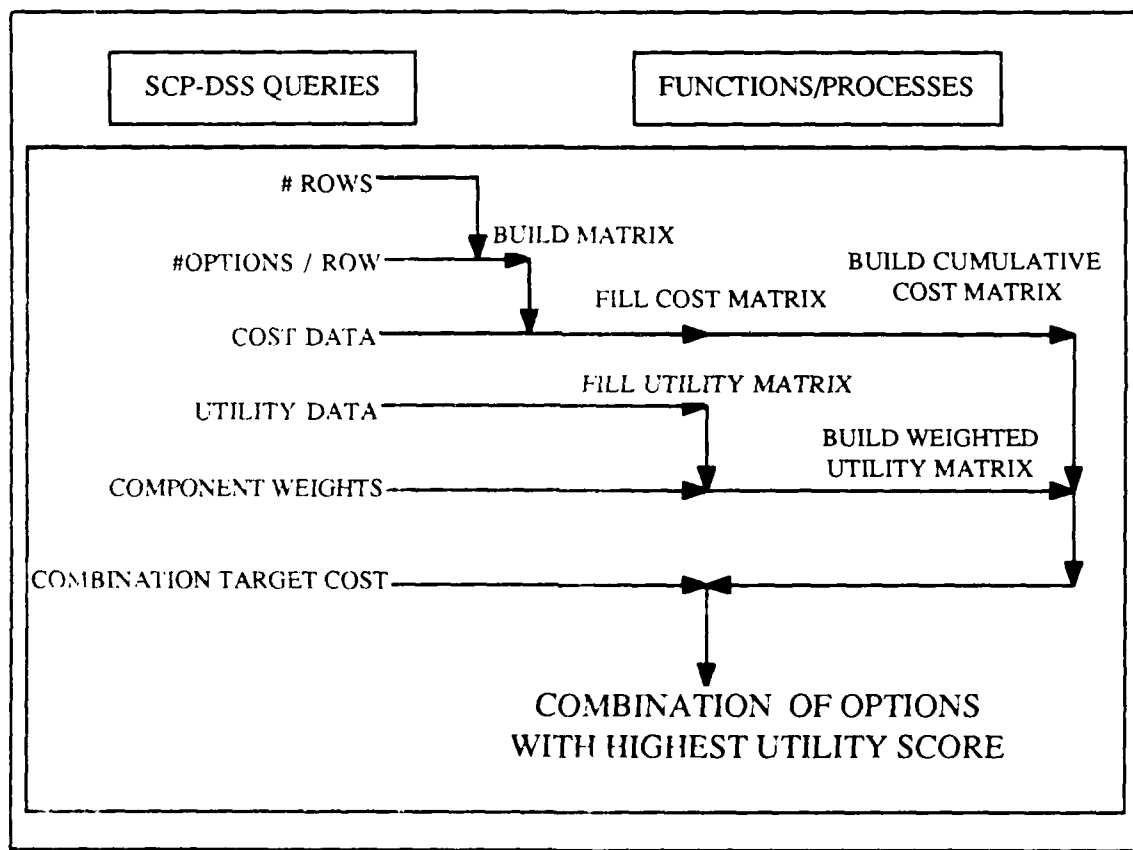 SCP-DSS QUERIES
FUNCTIONS/PROCESSES
# ROWS
BUILD MATRIX
#OPTIONS / ROW
BUILD CUMULATIVE
COST MATRIX
FILL COST MATRIX
COST DATA
FILL UTILITY MATRIX
UTILITY DATA
BUILD WEIGHTED
UTILITY MATRIX
COMPONENT WEIGHTS
COMBINATION TARGET COST
COMBINATION OF OPTIONS
WITH HIGHEST UTILITY SCORE